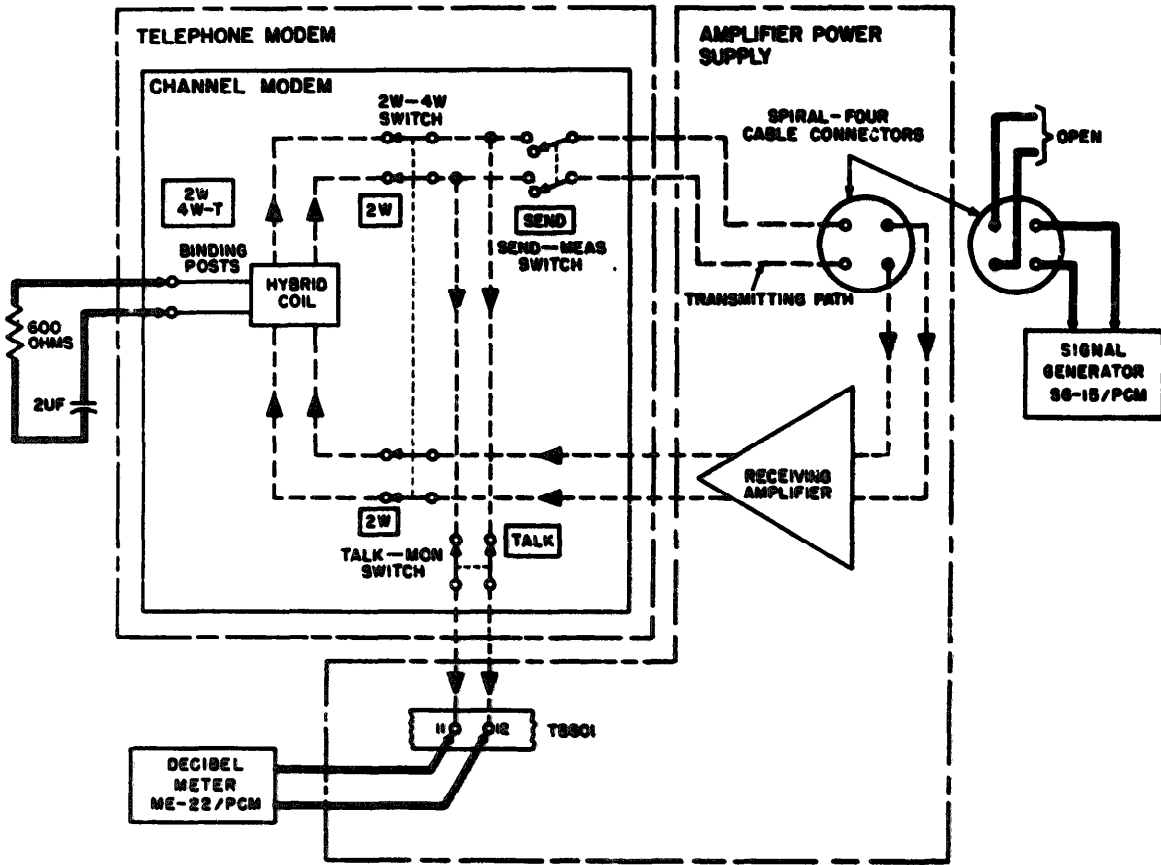 TELEPHONE MODEM
AMPLIFIER POWER
SUPPLY
CHANNEL MODEM
2W-4W
SWITCH
SPIRAL-FOUR
CABLE CONNECTORS
OPEN
2W
4W-T
2W
SEND
SEND-MEAS
SWITCH
BINDING
POSTS
HYBRID
COIL
TRANSMITTING PATH
600
OHMS
2UF
SIGNAL
GENERATOR
SG-15/PCM
RECEIVING
AMPLIFIER
2W
TALK
TALK-MON
SWITCH
11
12
TB601
DECIBEL
METER
ME-22/PCM